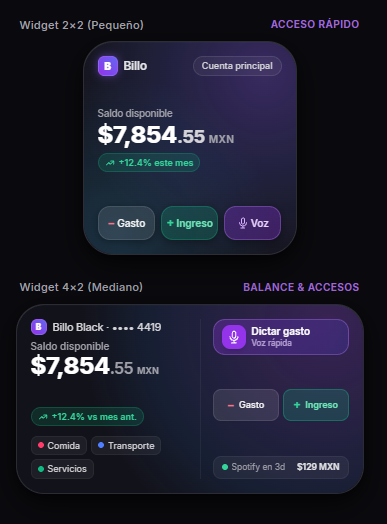 Widget 2×2 (Pequeño)
ACCESO RÁPIDO
B Billo
Cuenta principal
Saldo disponible
$7,854.55 MXN
+12.4% este mes
− Gasto
+ Ingreso
Voz
Widget 4×2 (Mediano)
BALANCE & ACCESOS
B Billo Black · •••• 4419
Saldo disponible
$7,854.55 MXN
+12.4% vs mes ant.
Comida
Transporte
Servicios
Dictar gasto
Voz rápida
− Gasto
+ Ingreso
Spotify en 3d $129 MXN